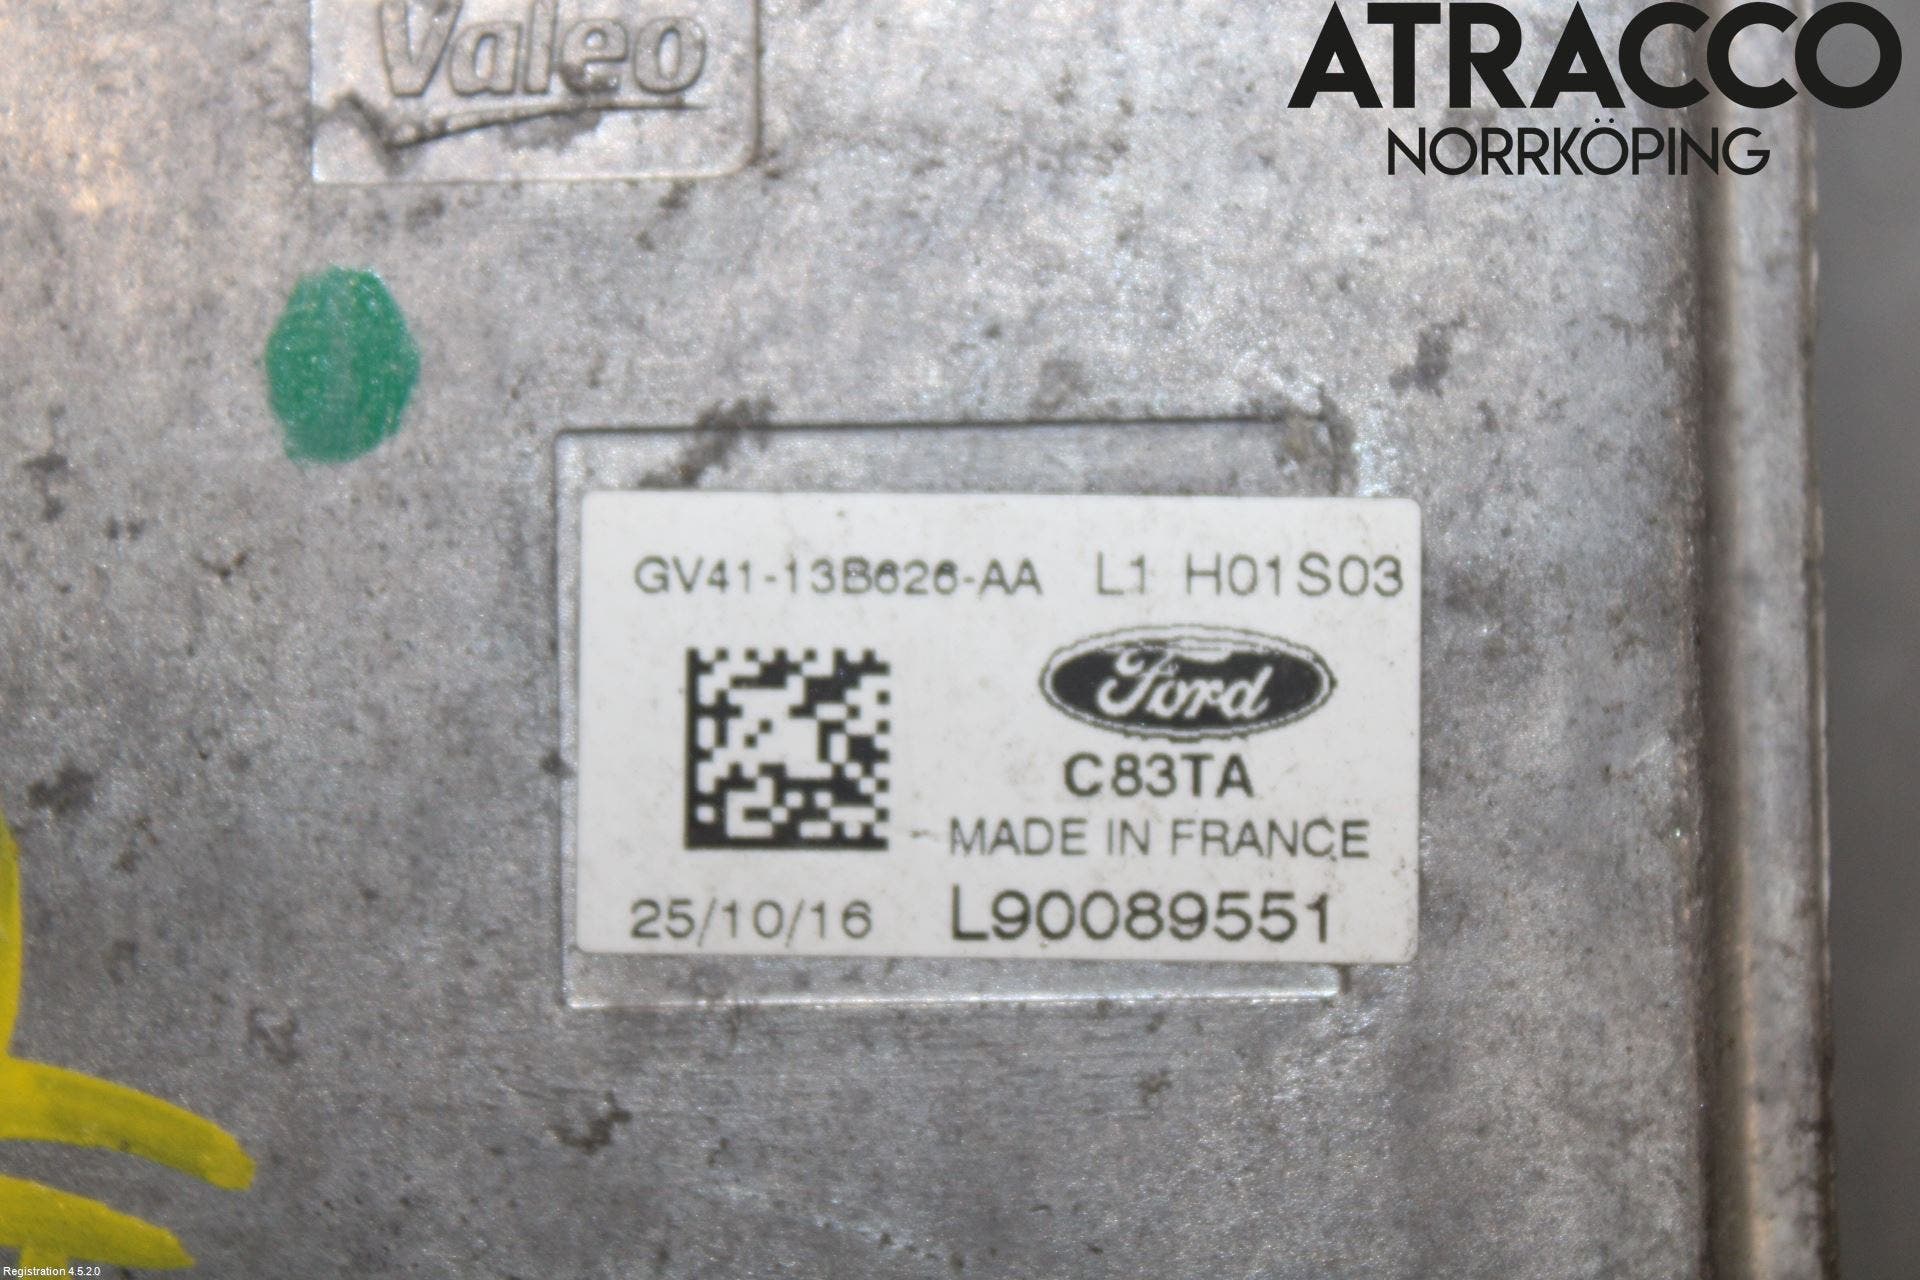 Valeo
ATRACCO
NORRKÖPING
GV41-13B626-AA L1 H01S03
Ford
C83TA
MADE IN FRANCE
25/10/16 L90089551
Registration 4.5.2.0